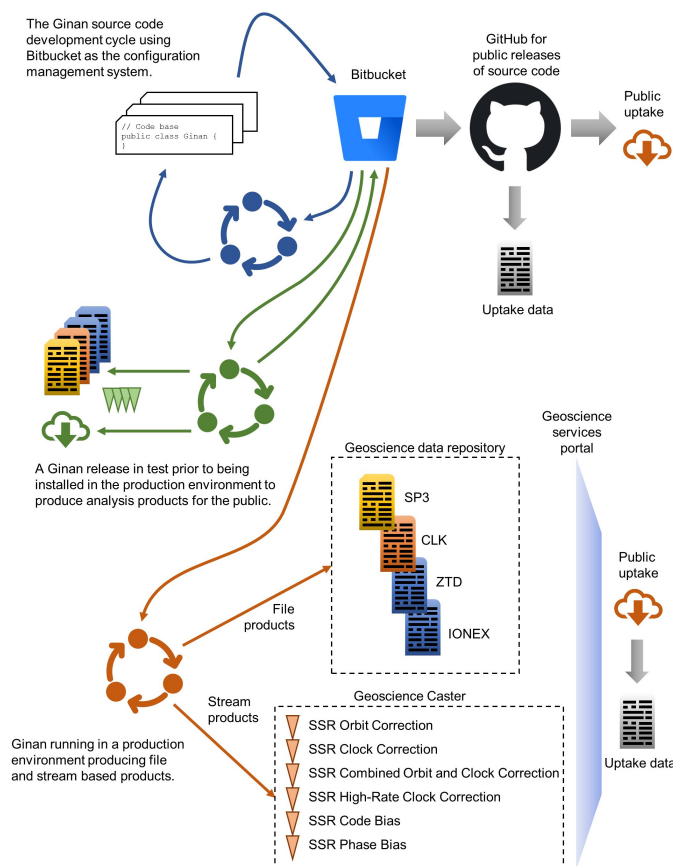 The Ginan source code
development cycle using
Bitbucket as the configuration
management system.
Bitbucket
GitHub for
public releases
of source code
Public
uptake
// Code base
public class Ginan {
}
Uptake data
A Ginan release in test prior to being
installed in the production environment to
produce analysis products for the public.
Geoscience
services
portal
Geoscience data repository
SP3
CLK
ZTD
IONEX
Public
uptake
File
products
Stream
products
Ginan running in a production
environment producing file
and stream based products.
Geoscience Caster
SSR Orbit Correction
SSR Clock Correction
SSR Combined Orbit and Clock Correction
SSR High-Rate Clock Correction
SSR Code Bias
SSR Phase Bias
Uptake data